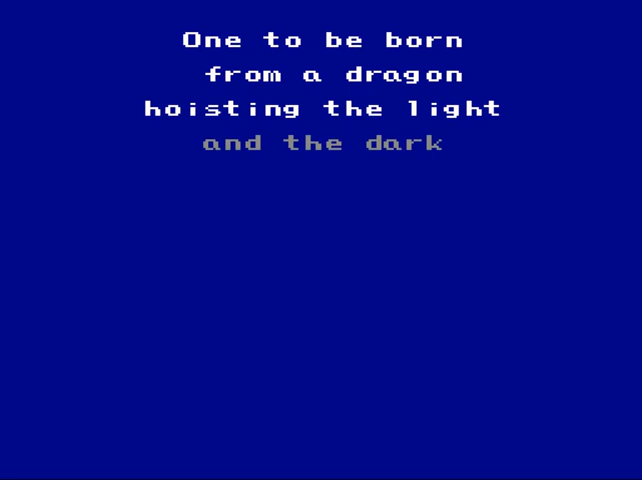 One to be born
from a dragon
hoisting the light
and the dark